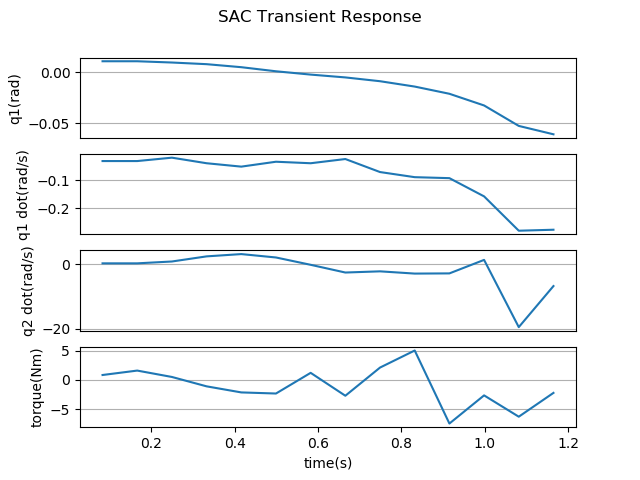 SAC Transient Response
q1(rad)
0.00
−0.05
q1 dot(rad/s)
−0.1
−0.2
q2 dot(rad/s)
0
−20
torque(Nm)
5
0
−5
0.2 0.4 0.6 0.8 1.0 1.2
time(s)